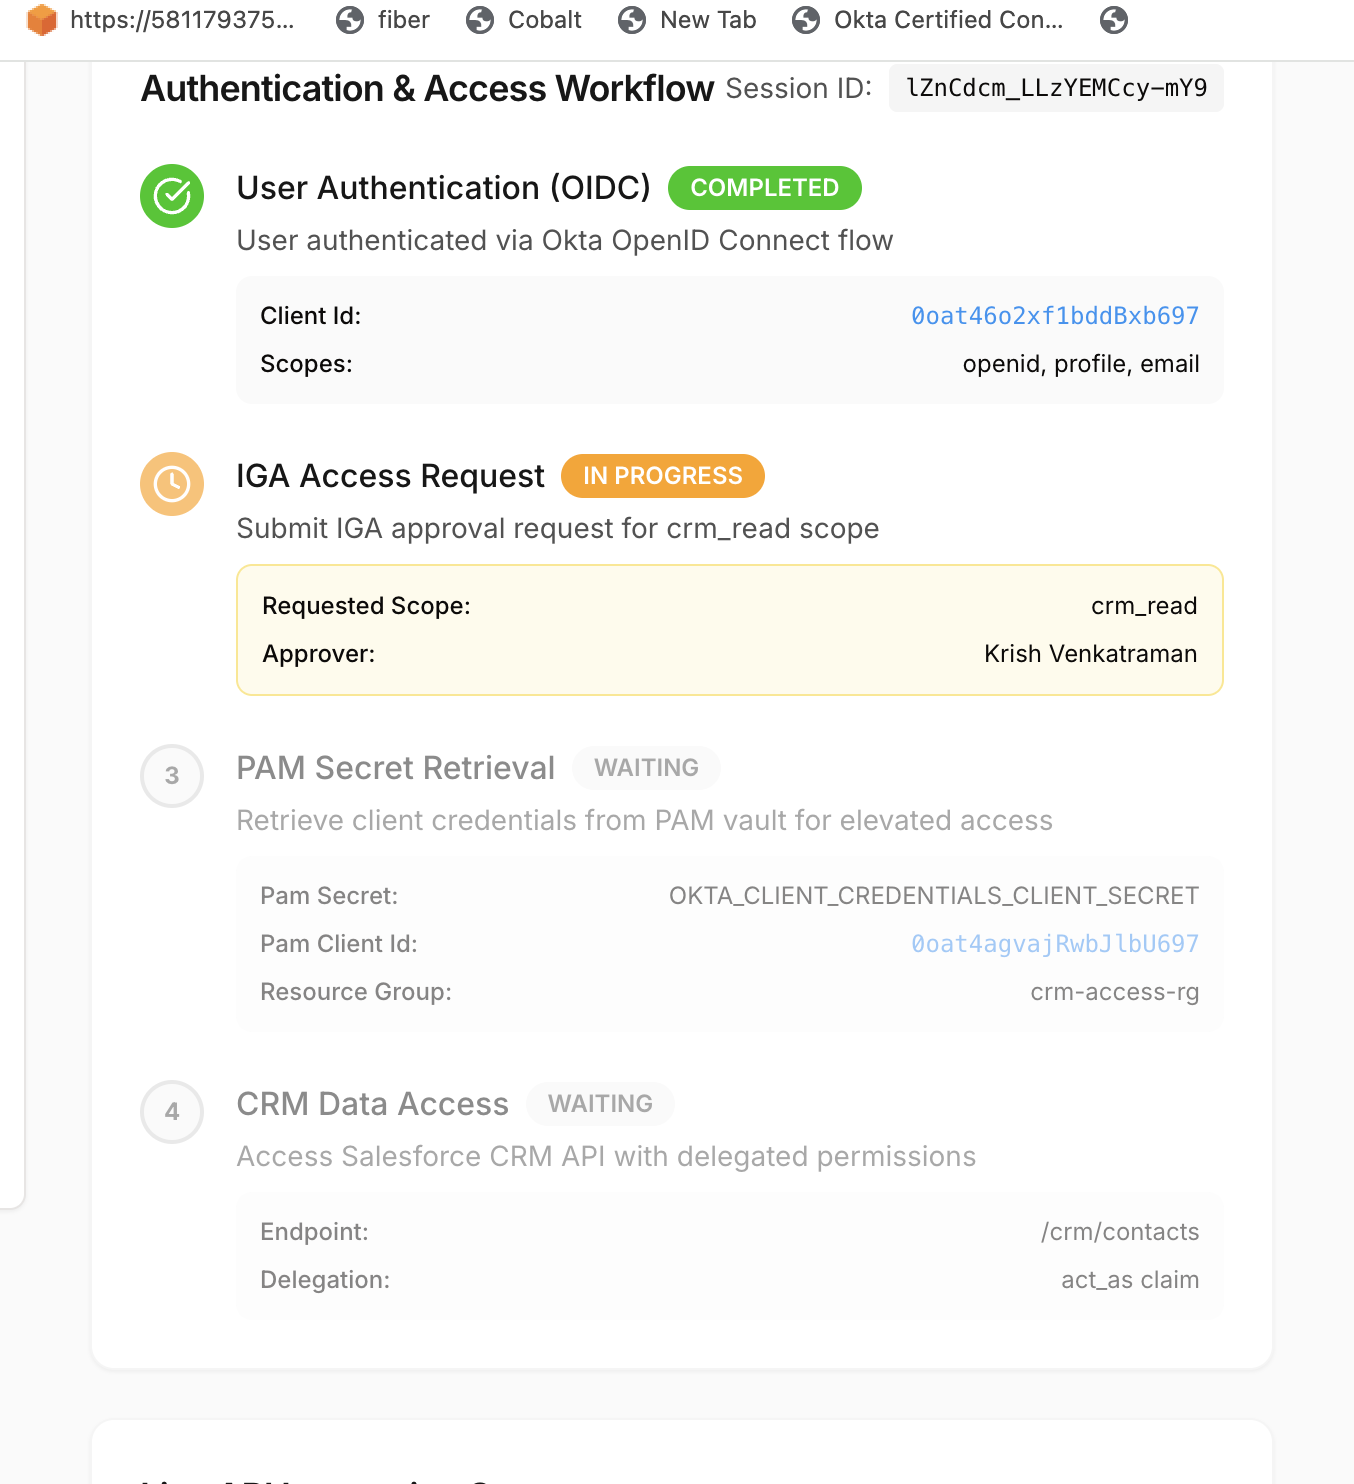 https://581179375... fiber Cobalt New Tab Okta Certified Con...
Authentication & Access Workflow Session ID: lZnCdcm_LLzYEMCcy-mY9
User Authentication (OIDC) COMPLETED
User authenticated via Okta OpenID Connect flow
Client Id: 0oat46o2xf1bddBxb697
Scopes: openid, profile, email
IGA Access Request IN PROGRESS
Submit IGA approval request for crm_read scope
Requested Scope: crm_read
Approver: Krish Venkatraman
3 PAM Secret Retrieval WAITING
Retrieve client credentials from PAM vault for elevated access
Pam Secret: OKTA_CLIENT_CREDENTIALS_CLIENT_SECRET
Pam Client Id: 0oat4agvajRwbJlbU697
Resource Group: crm-access-rg
4 CRM Data Access WAITING
Access Salesforce CRM API with delegated permissions
Endpoint: /crm/contacts
Delegation: act_as claim